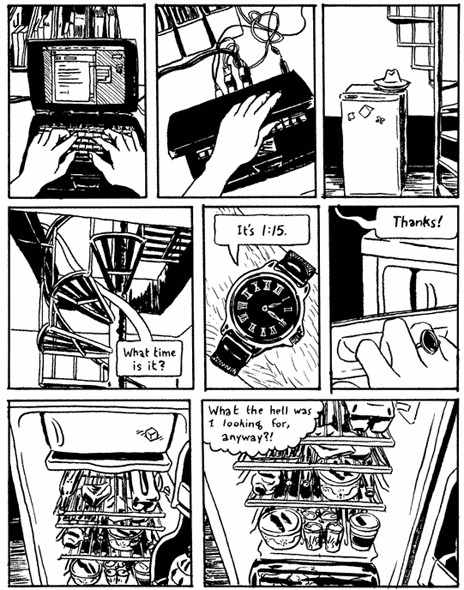 What time
is it?
It's 1:15.
Thanks!
What the hell was
I looking for,
anyway?!